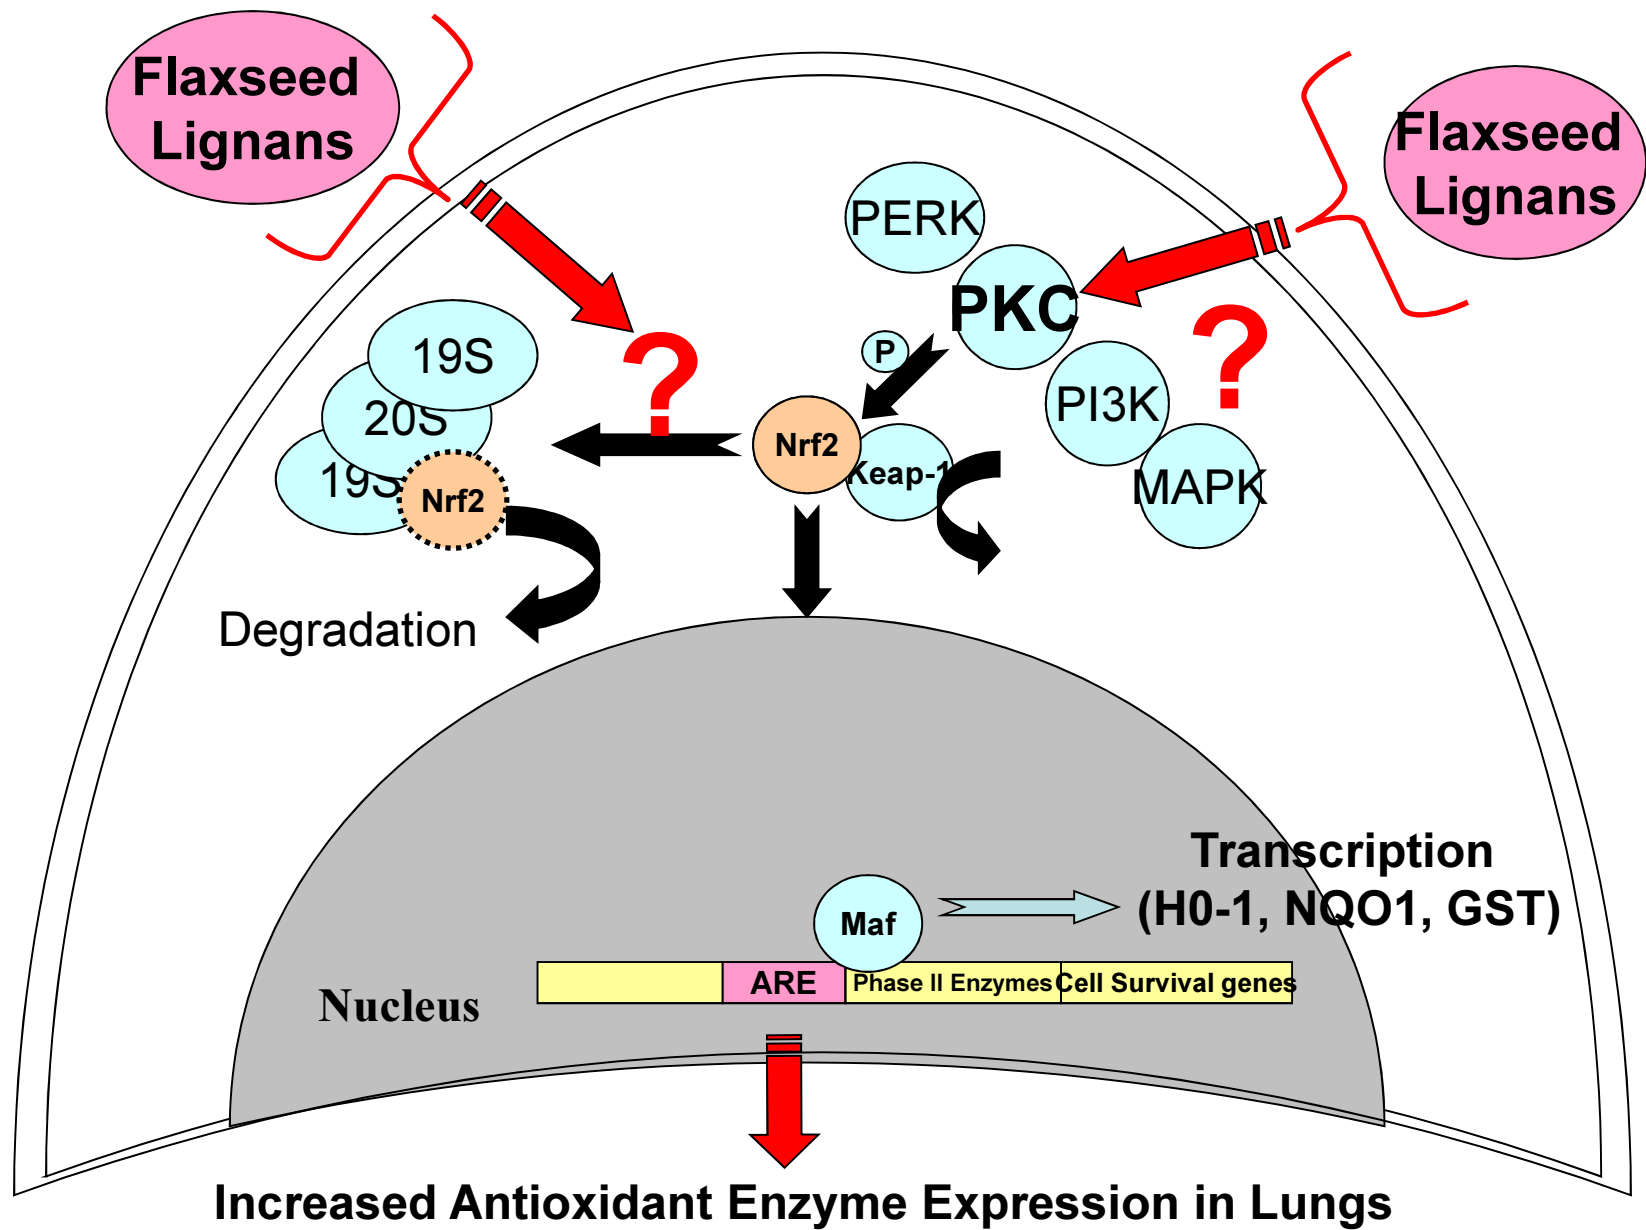 Flaxseed
Lignans
Flaxseed
Lignans
PERK
PKC
?
?
P
19S
20S
19S
Nrf2
PI3K
Nrf2
Keap-1
MAPK
Degradation
Transcription
(H0-1, NQO1, GST)
Maf
ARE
Phase II Enzymes
Cell Survival genes
Nucleus
Increased Antioxidant Enzyme Expression in Lungs